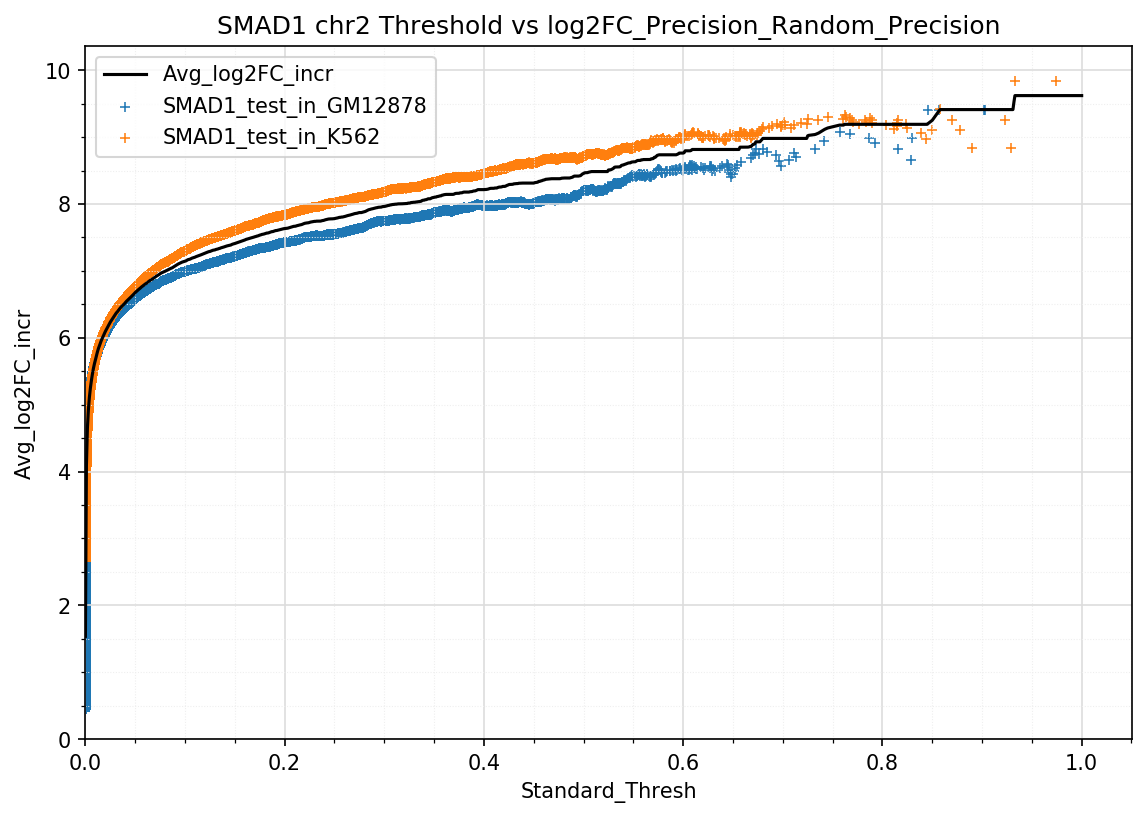 SMAD1 chr2 Threshold vs log2FC_Precision_Random_Precision
Avg_log2FC_incr
SMAD1_test_in_GM12878
SMAD1_test_in_K562
Avg_log2FC_incr
10
8
6
4
2
0
0.0 0.2 0.4 0.6 0.8 1.0
Standard_Thresh